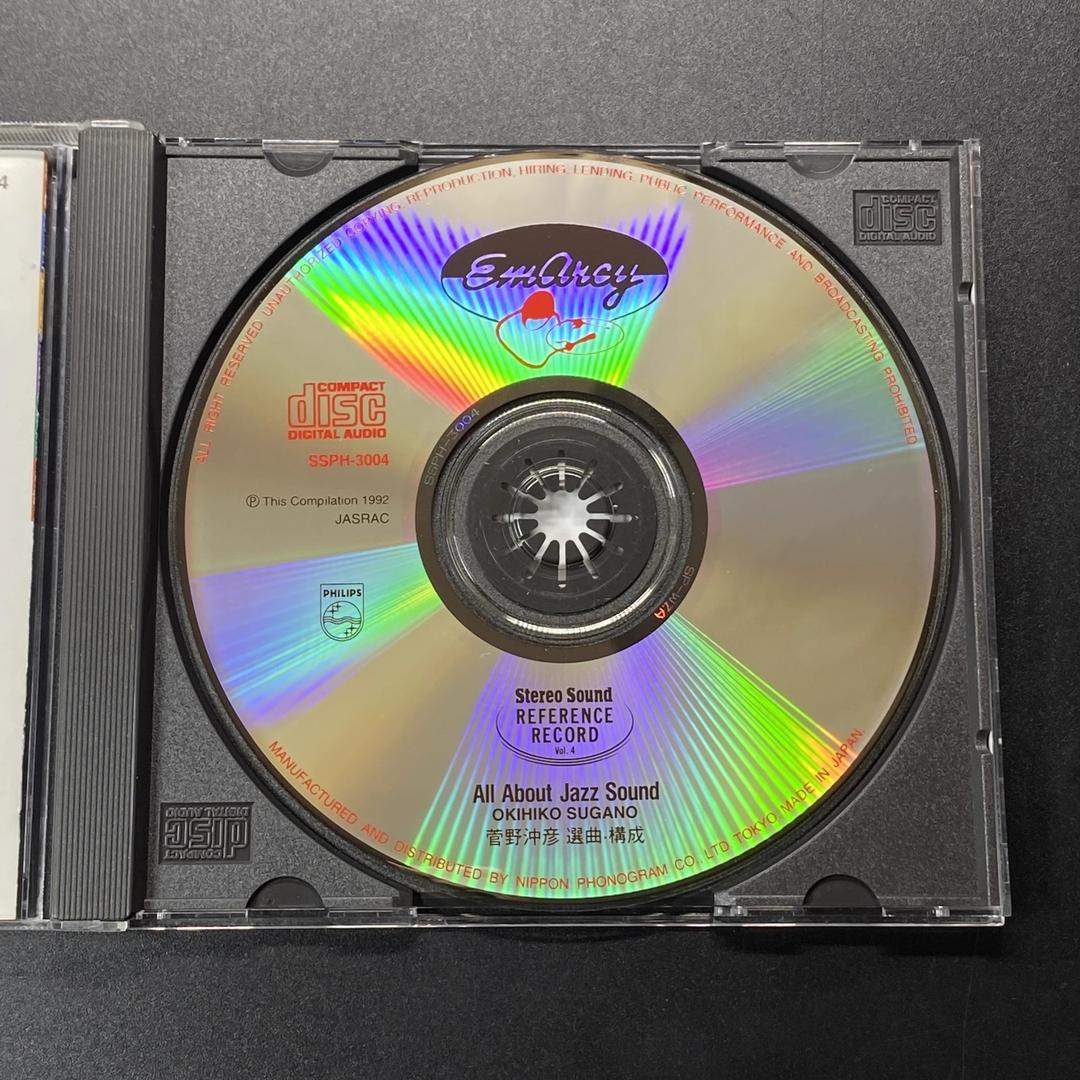 4
COMPACT
disc
DIGITAL AUDIO
ALL RIGHT RESERVED UNAUTHORIZED COPYING, REPRODUCTION, HIRING, LENDING, PUBLIC PERFORMANCE AND BROADCASTING PROHIBITED
EmArcy
COMPACT
disc
DIGITAL AUDIO
SSPH-3004
SSPH-3004
Ⓟ This Compilation 1992
JASRAC
PHILIPS
Stereo Sound
REFERENCE
RECORD
Vol. 4
All About Jazz Sound
OKIHIKO SUGANO
菅野沖彦 選曲·構成
MANUFACTURED AND DISTRIBUTED BY NIPPON PHONOGRAM CO., LTD TOKYO, MADE IN JAPAN
COMPACT
disc
DIGITAL AUDIO